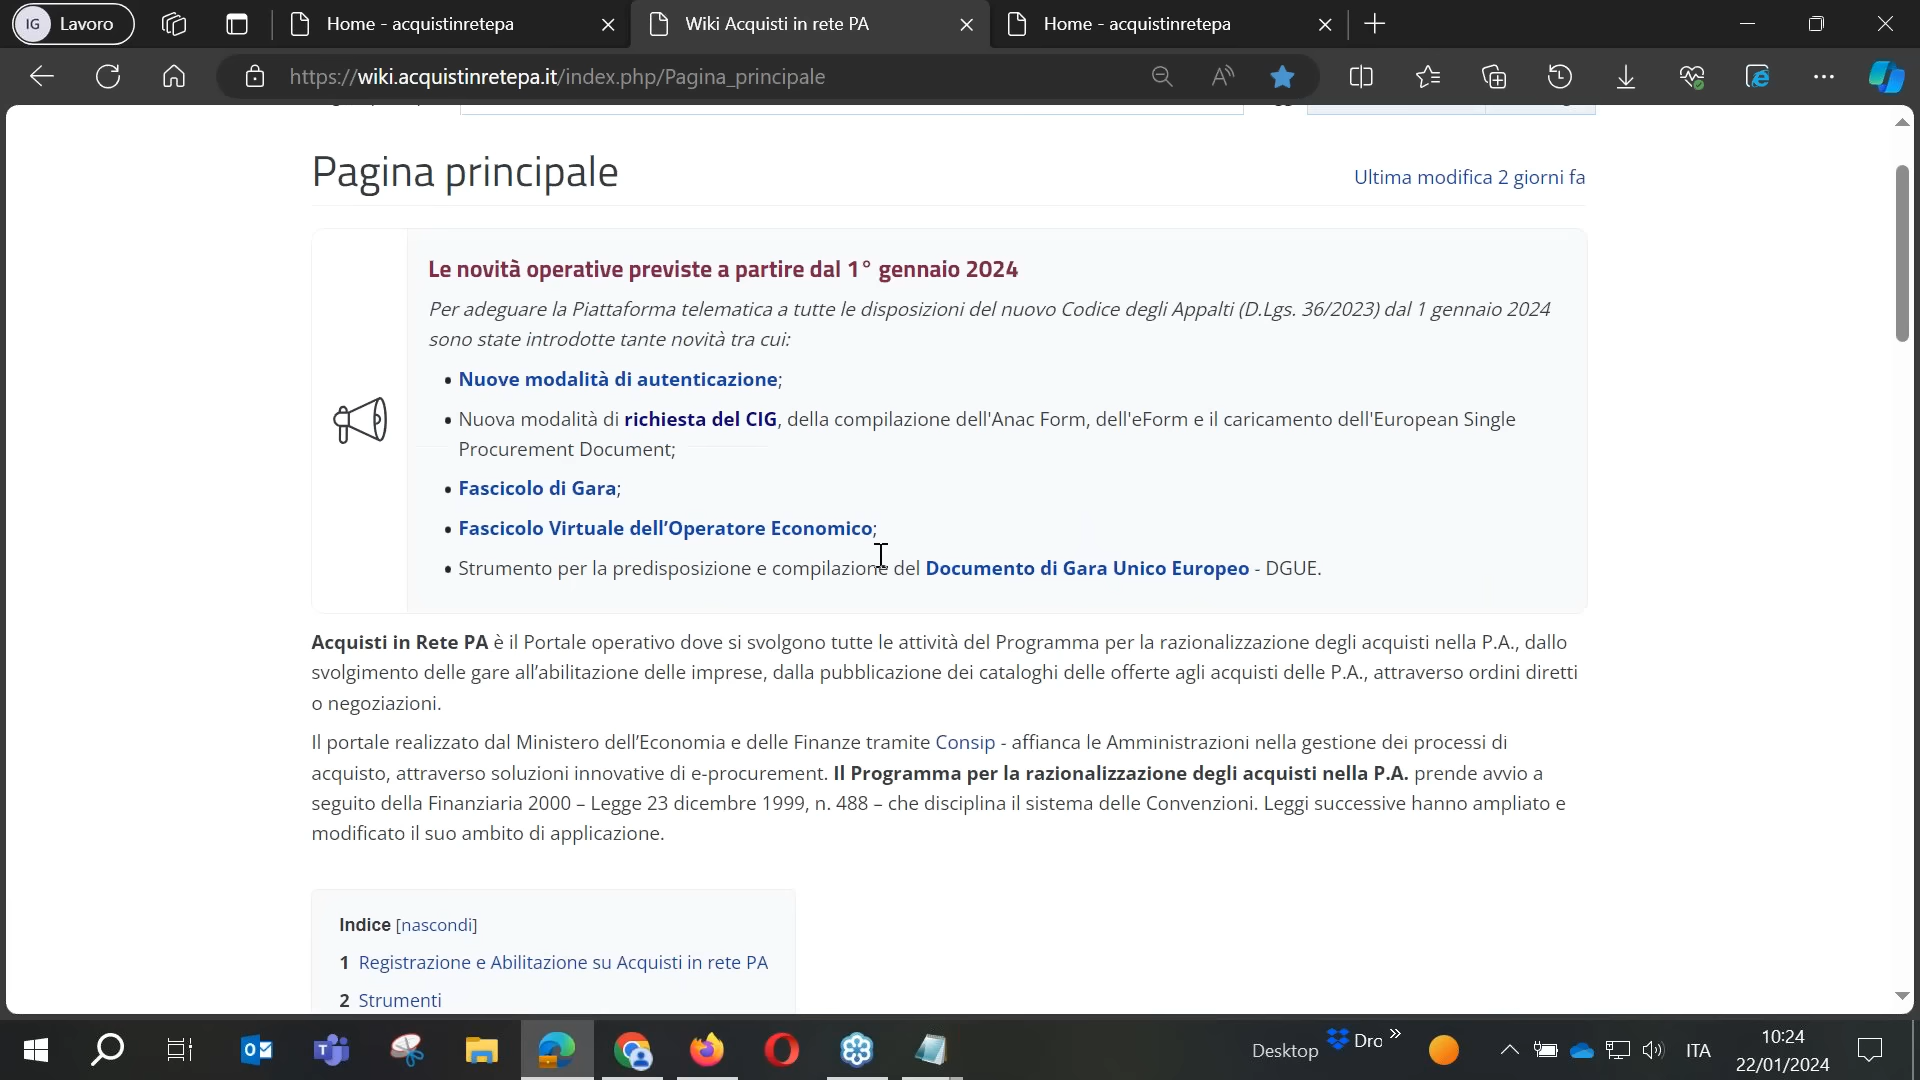 IG Lavoro
Home - acquistinretepa
Wiki Acquisti in rete PA
Home - acquistinretepa
https://wiki.acquistinretepa.it/index.php/Pagina_principale
Pagina principale
Ultima modifica 2 giorni fa
Le novità operative previste a partire dal 1° gennaio 2024
Per adeguare la Piattaforma telematica a tutte le disposizioni del nuovo Codice degli Appalti (D.Lgs. 36/2023) dal 1 gennaio 2024
sono state introdotte tante novità tra cui:
• Nuove modalità di autenticazione;
• Nuova modalità di richiesta del CIG, della compilazione dell'Anac Form, dell'eForm e il caricamento dell'European Single
Procurement Document;
• Fascicolo di Gara;
• Fascicolo Virtuale dell’Operatore Economico;
• Strumento per la predisposizione e compilazione del Documento di Gara Unico Europeo - DGUE.
Acquisti in Rete PA è il Portale operativo dove si svolgono tutte le attività del Programma per la razionalizzazione degli acquisti nella P.A., dallo
svolgimento delle gare all’abilitazione delle imprese, dalla pubblicazione dei cataloghi delle offerte agli acquisti delle P.A., attraverso ordini diretti
o negoziazioni.
Il portale realizzato dal Ministero dell’Economia e delle Finanze tramite Consip - affianca le Amministrazioni nella gestione dei processi di
acquisto, attraverso soluzioni innovative di e-procurement. Il Programma per la razionalizzazione degli acquisti nella P.A. prende avvio a
seguito della Finanziaria 2000 – Legge 23 dicembre 1999, n. 488 – che disciplina il sistema delle Convenzioni. Leggi successive hanno ampliato e
modificato il suo ambito di applicazione.
Indice [nascondi]
1 Registrazione e Abilitazione su Acquisti in rete PA
2 Strumenti
Desktop
Dro
ITA
10:24
22/01/2024